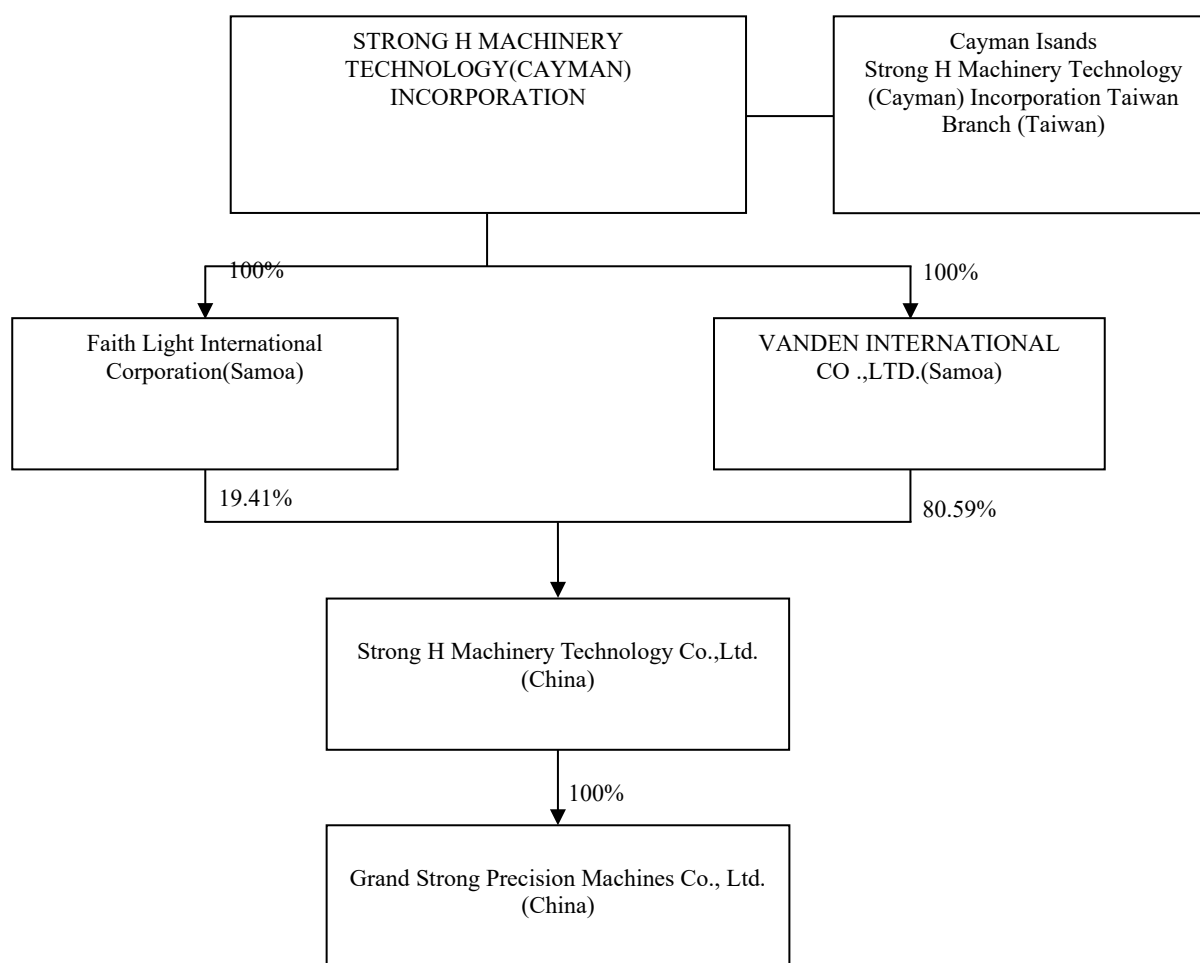 STRONG H MACHINERY
TECHNOLOGY(CAYMAN)
INCORPORATION
Cayman Isands
Strong H Machinery Technology
(Cayman) Incorporation Taiwan
Branch (Taiwan)
100%
100%
Faith Light International
Corporation(Samoa)
VANDEN INTERNATIONAL
CO .,LTD.(Samoa)
19.41%
80.59%
Strong H Machinery Technology Co.,Ltd.
(China)
100%
Grand Strong Precision Machines Co., Ltd.
(China)